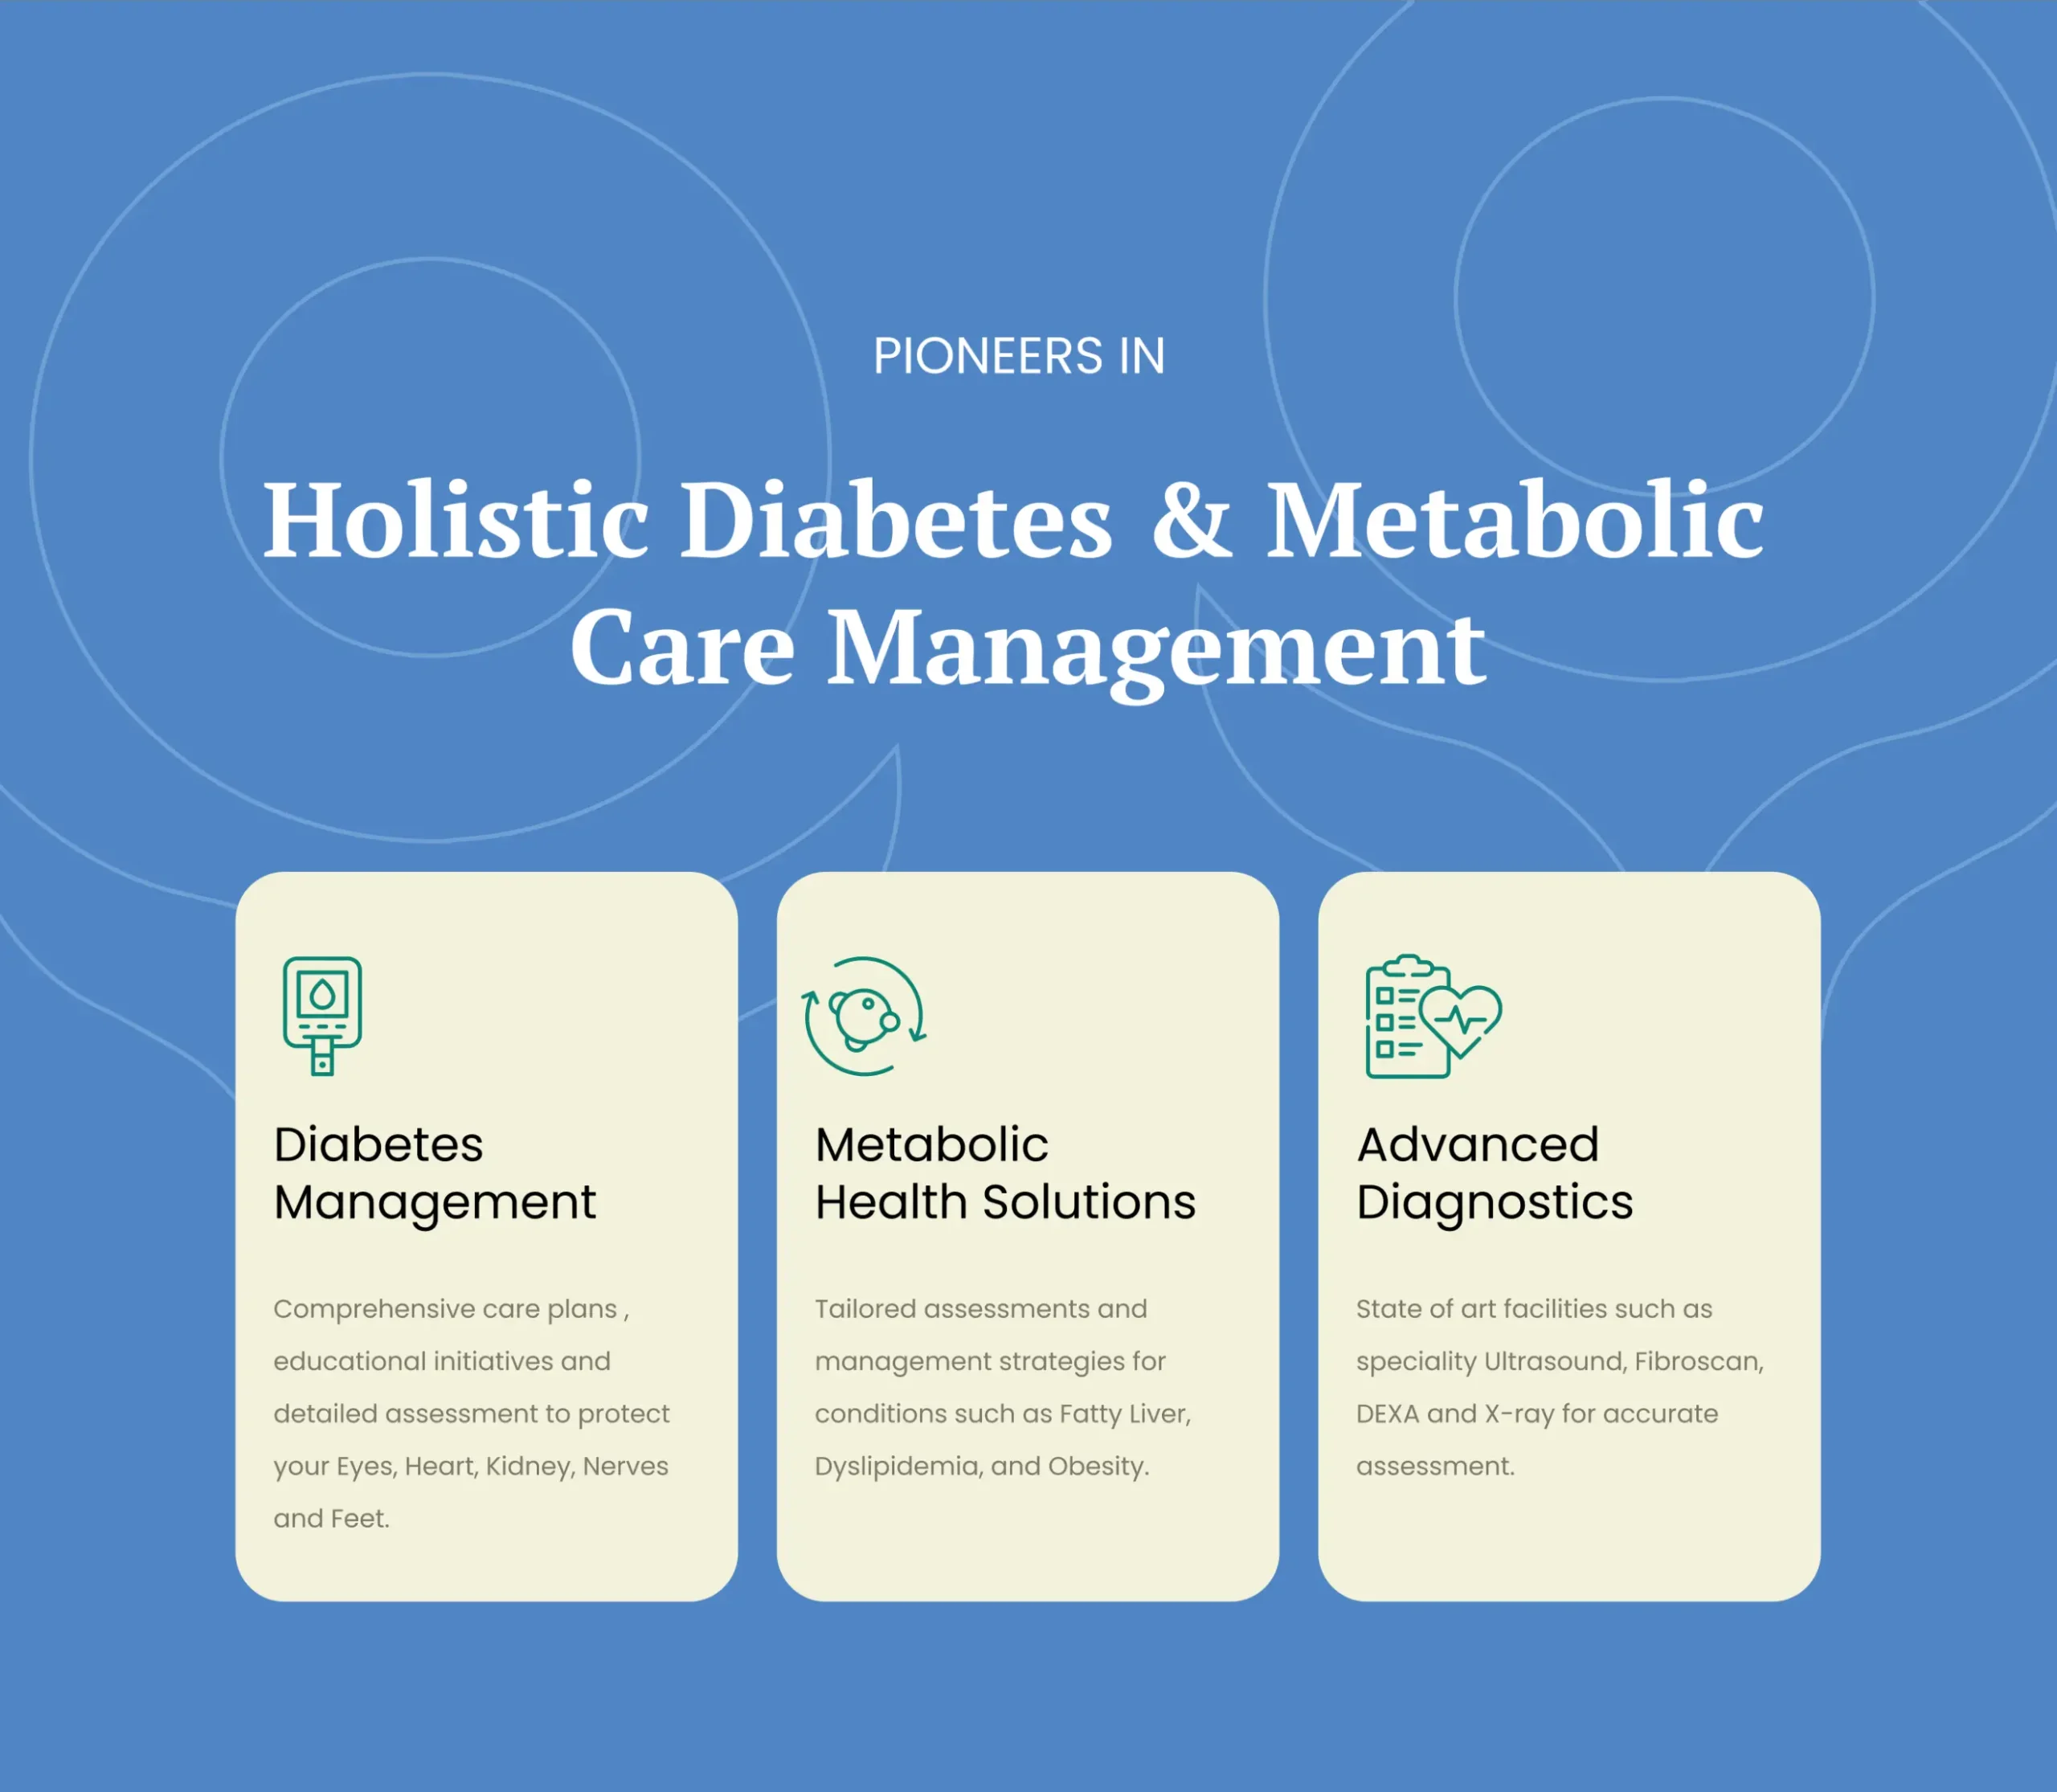 PIONEERS IN
Holistic Diabetes & Metabolic
Care Management
Diabetes
Management
Comprehensive care plans ,
educational initiatives and
detailed assessment to protect
your Eyes, Heart, Kidney, Nerves
and Feet.
Metabolic
Health Solutions
Tailored assessments and
management strategies for
conditions such as Fatty Liver,
Dyslipidemia, and Obesity.
Advanced
Diagnostics
State of art facilities such as
speciality Ultrasound, Fibroscan,
DEXA and X-ray for accurate
assessment.